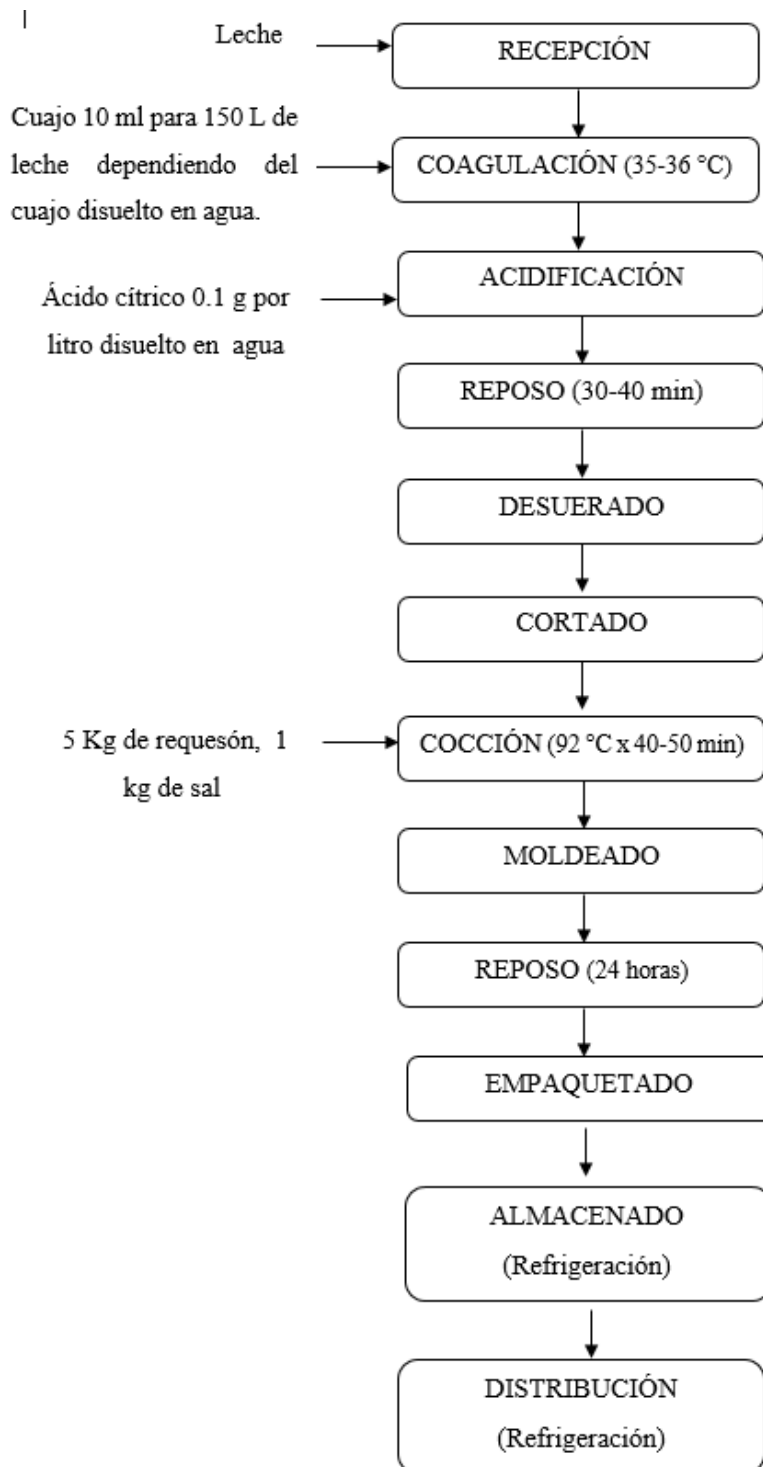 Leche
RECEPCIÓN
Cuajo 10 ml para 150 L de
leche dependiendo del
cuajo disuelto en agua.
COAGULACIÓN (35-36 °C)
ACIDIFICACIÓN
Ácido cítrico 0.1 g por
litro disuelto en agua
REPOSO (30-40 min)
DESUERADO
CORTADO
5 Kg de requesón, 1
kg de sal
COCCIÓN (92 °C x 40-50 min)
MOLDEADO
REPOSO (24 horas)
EMPAQUETADO
ALMACENADO
(Refrigeración)
DISTRIBUCIÓN
(Refrigeración)